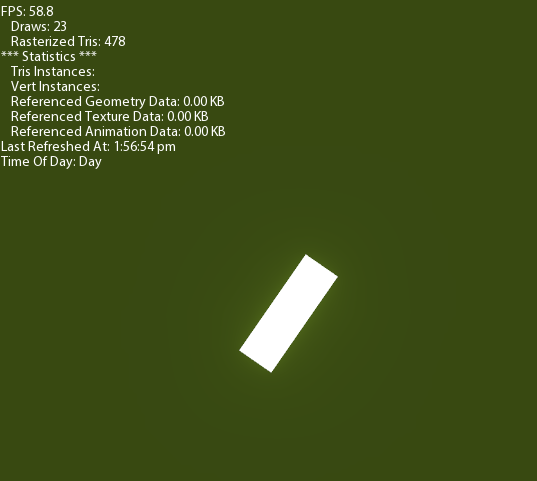 FPS: 58.8
Draws: 23
Rasterized Tris: 478
*** Statistics ***
Tris Instances:
Vert Instances:
Referenced Geometry Data: 0.00 KB
Referenced Texture Data: 0.00 KB
Referenced Animation Data: 0.00 KB
Last Refreshed At: 1:56:54 pm
Time Of Day: Day